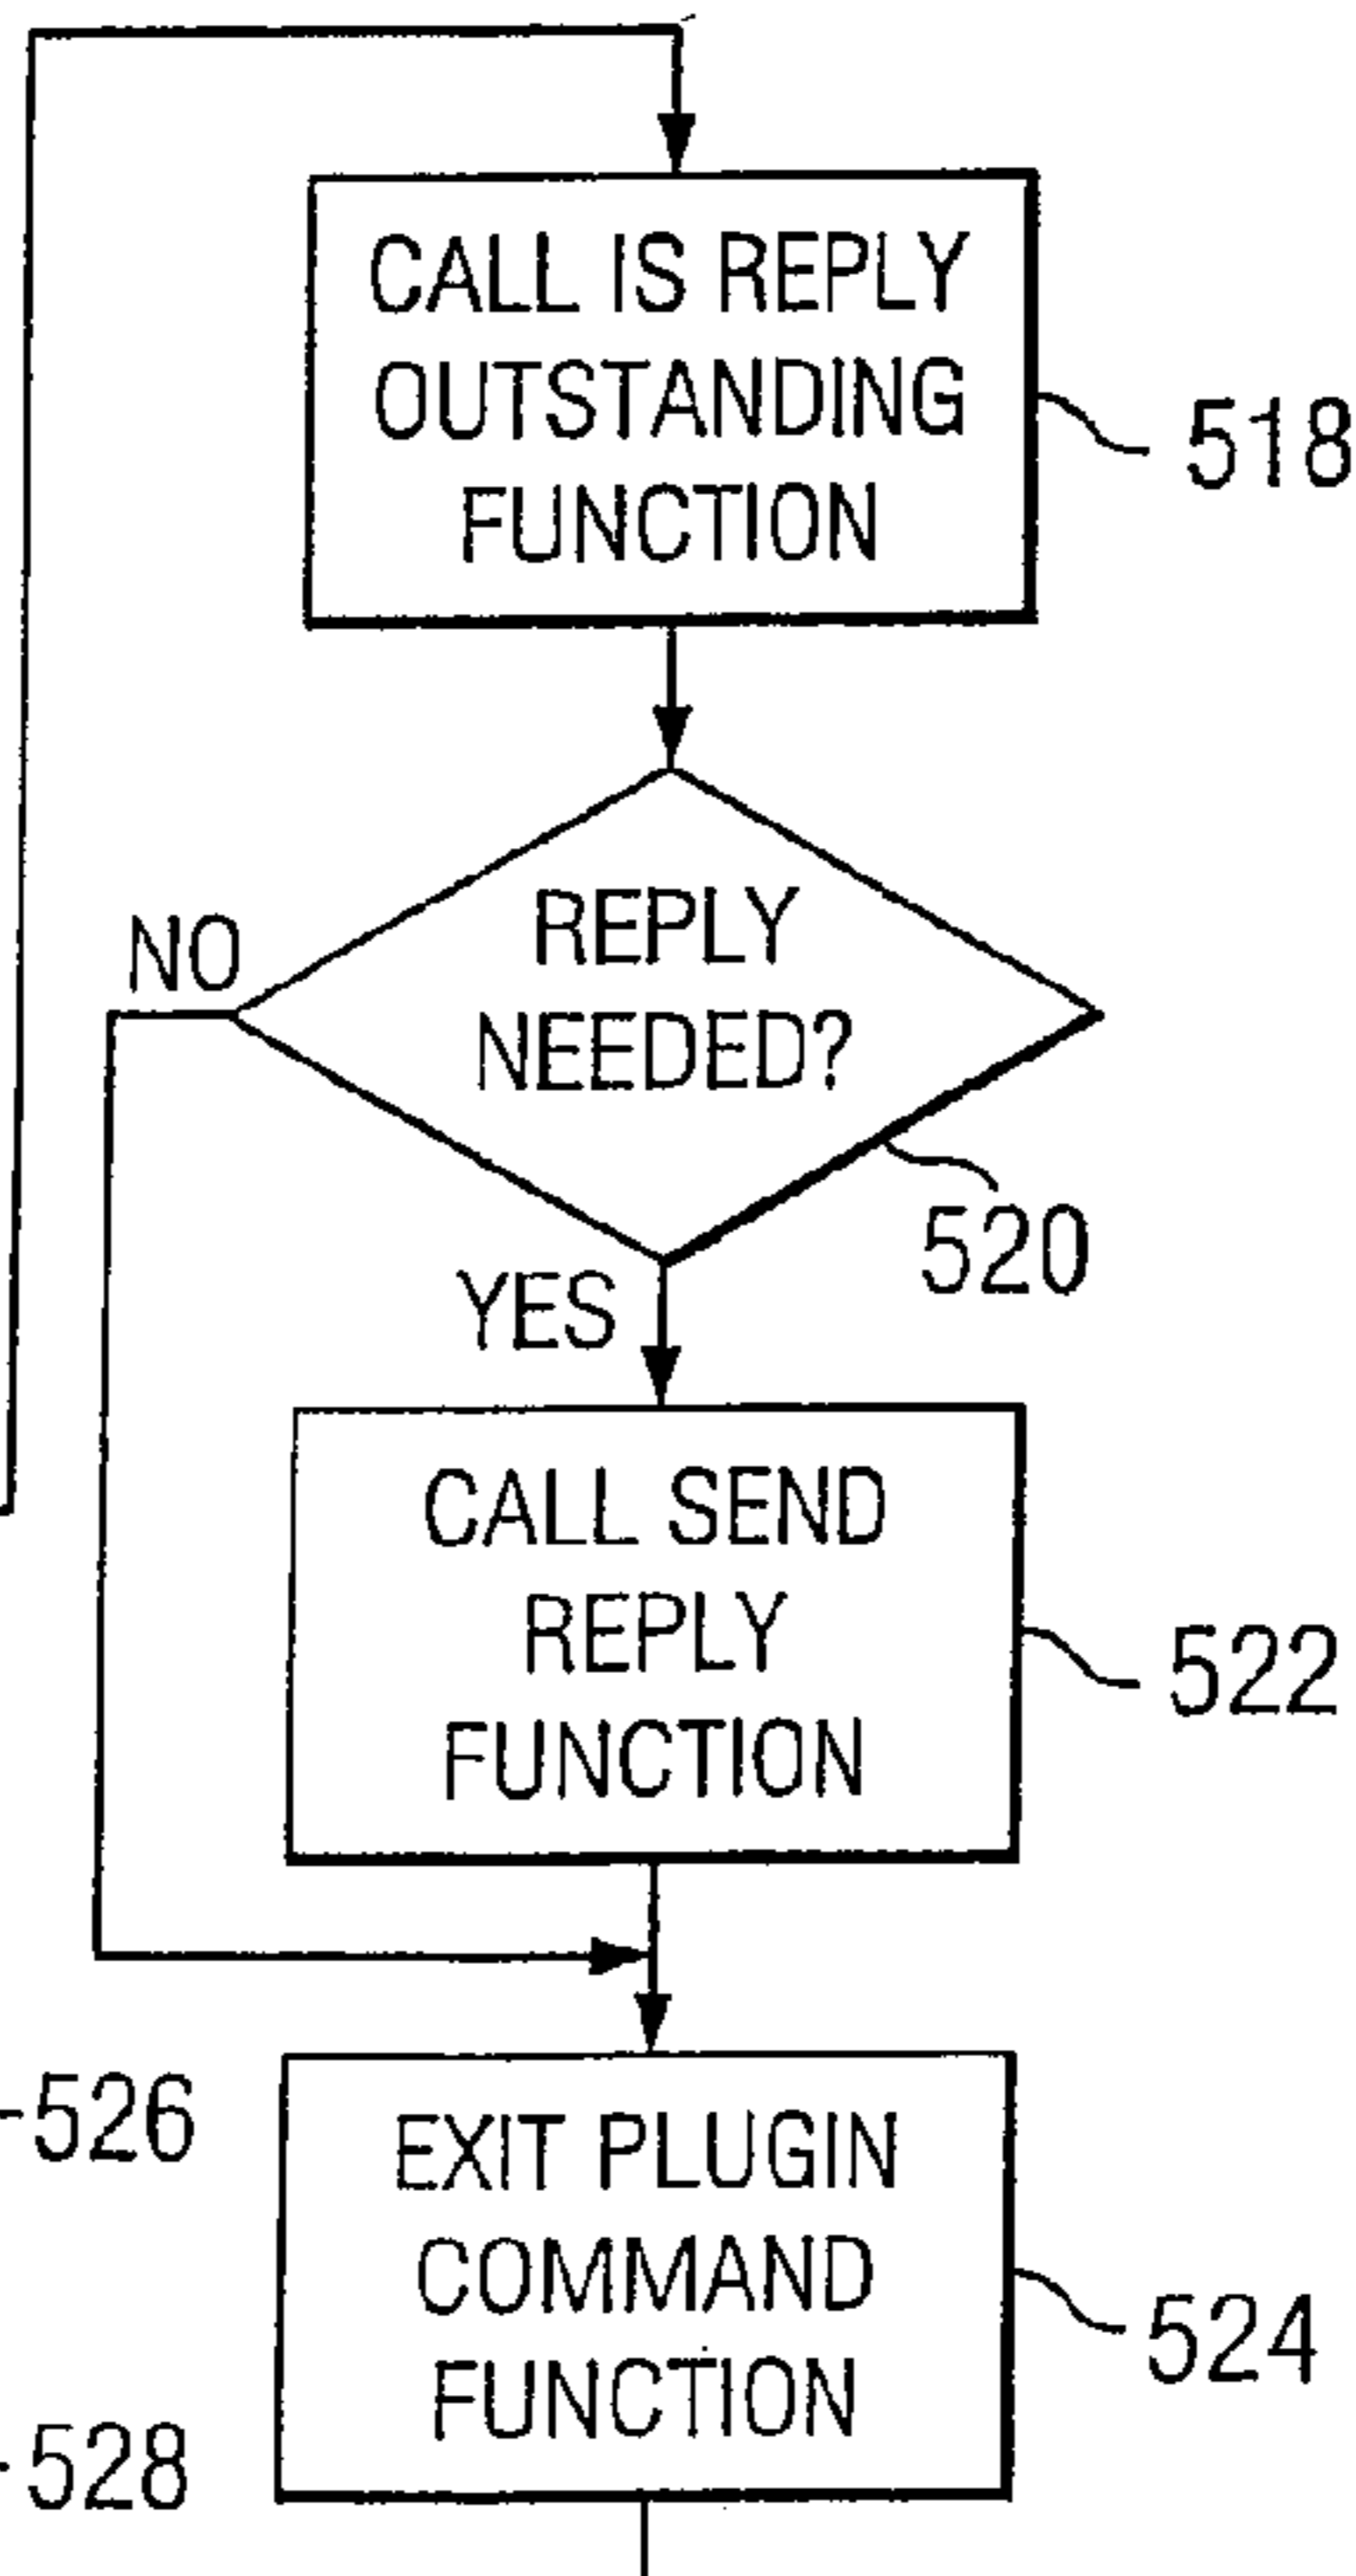 CALL IS REPLY
OUTSTANDING
FUNCTION
518
NO
REPLY
NEEDED?
520
YES
CALL SEND
REPLY
FUNCTION
522
526
EXIT PLUGIN
COMMAND
FUNCTION
524
528